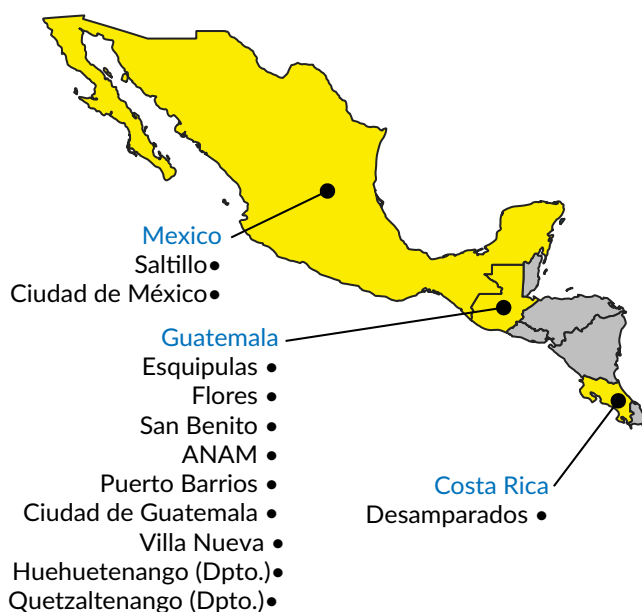 Mexico
Saltillo•
Ciudad de México•
Guatemala
Esquipulas •
Flores •
San Benito •
ANAM •
Puerto Barrios •
Ciudad de Guatemala •
Villa Nueva •
Huehuetenango (Dpto.)•
Quetzaltenango (Dpto.)•
Costa Rica
Desamparados •